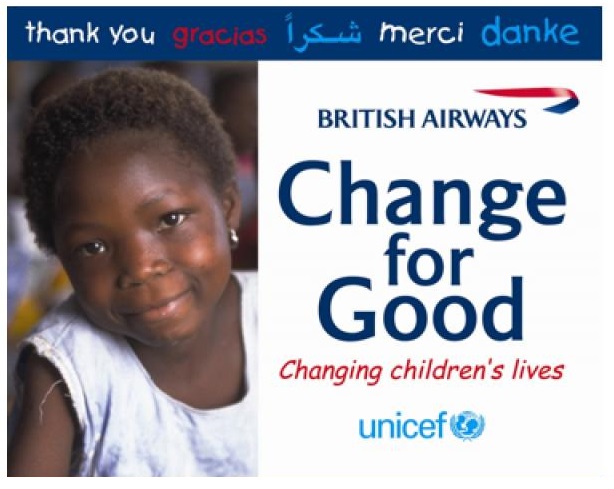 thank you gracias شكراً merci danke
BRITISH AIRWAYS
Change
for
Good
Changing children's lives
unicef